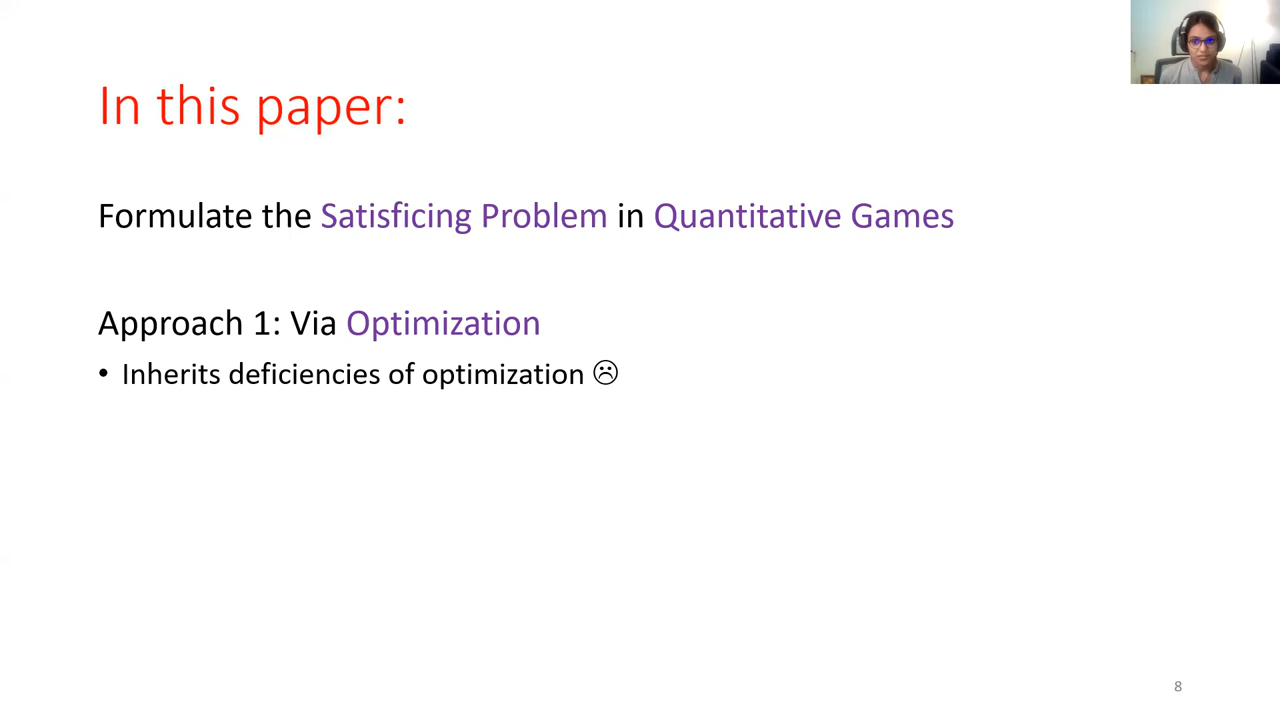 In this paper:
Formulate the Satisficing Problem in Quantitative Games
Approach 1: Via Optimization
• Inherits deficiencies of optimization ☹
8